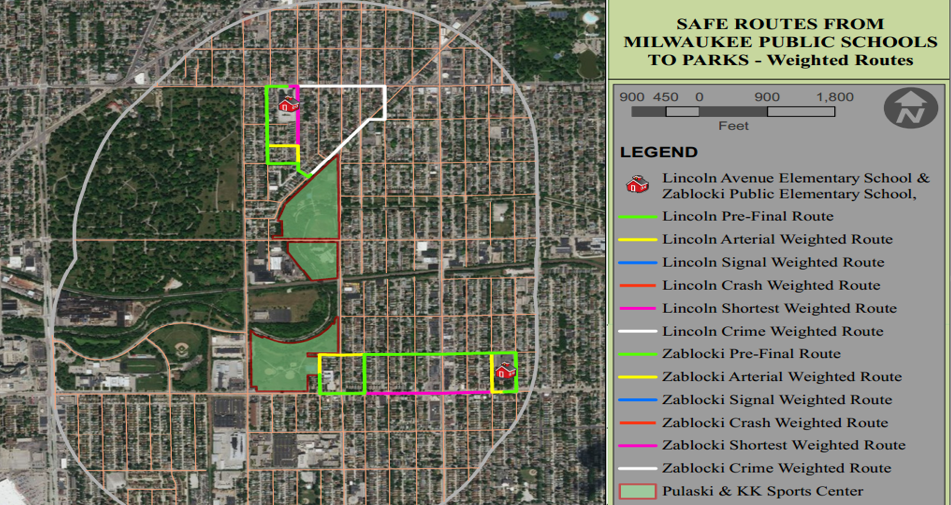 SAFE ROUTES FROM
MILWAUKEE PUBLIC SCHOOLS
TO PARKS - Weighted Routes
900 450 0 900 1,800
Feet
N
LEGEND
Lincoln Avenue Elementary School &
Zablocki Public Elementary School,
Lincoln Pre-Final Route
Lincoln Arterial Weighted Route
Lincoln Signal Weighted Route
Lincoln Crash Weighted Route
Lincoln Shortest Weighted Route
Lincoln Crime Weighted Route
Zablocki Pre-Final Route
Zablocki Arterial Weighted Route
Zablocki Signal Weighted Route
Zablocki Crash Weighted Route
Zablocki Shortest Weighted Route
Zablocki Crime Weighted Route
Pulaski & KK Sports Center